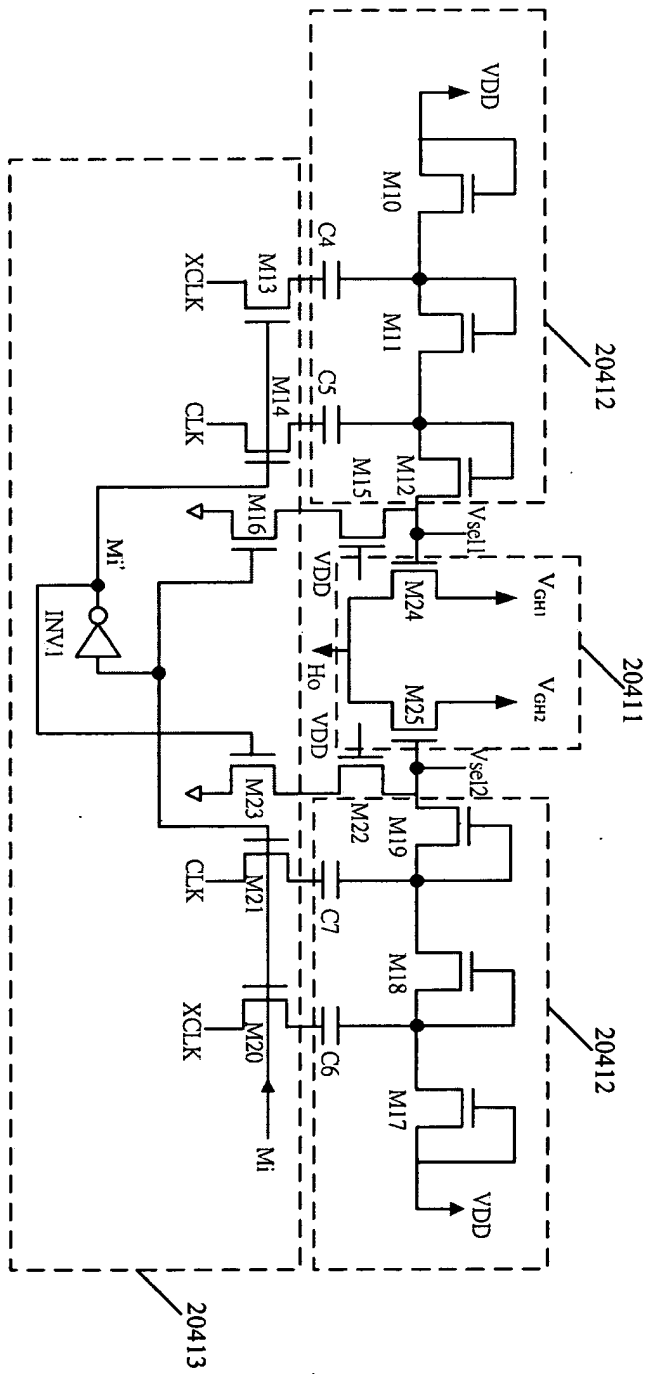 20412
20411
20412
VDD
V_GH1
V_GH2
VDD
M10
M11
M12
Vsel1
M24
M25
Vsel2
M19
M18
M17
C4
C5
M15
VDD
Ho
VDD
M22
C7
C6
M13
M14
M16
M23
M21
M20
XCLK
CLK
Mi'
INV1
CLK
XCLK
Mi
20413